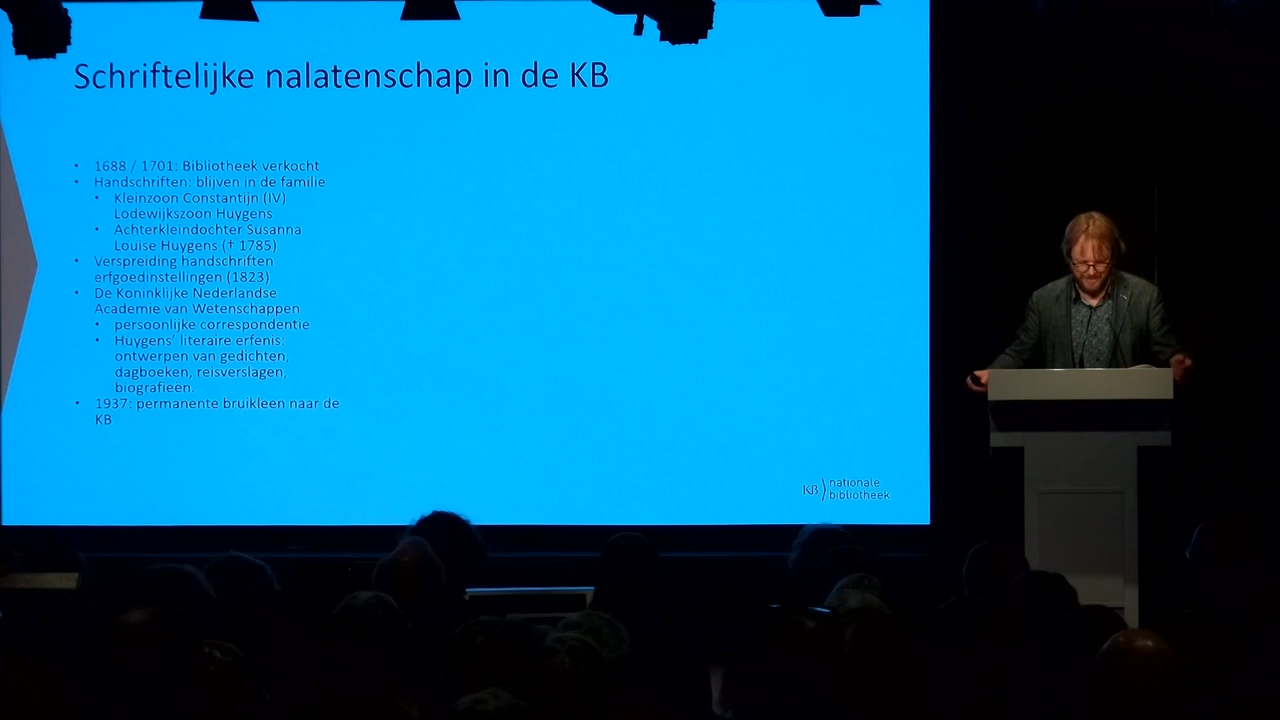 Schriftelijke nalatenschap in de KB
• 1688 / 1701: Bibliotheek verkocht
• Handschriften: blijven in de familie
• Kleinzoon Constantijn (IV)
Lodewijkszoon Huygens
• Achterkleindochter Susanna
Louise Huygens († 1785)
• Verspreiding handschriften
erfgoedinstellingen (1823)
• De Koninklijke Nederlandse
Academie van Wetenschappen
• persoonlijke correspondentie
• Huygens’ literaire erfenis:
ontwerpen van gedichten,
dagboeken, reisverslagen,
biografieën.
• 1937: permanente bruikleen naar de
KB
KB nationale
bibliotheek